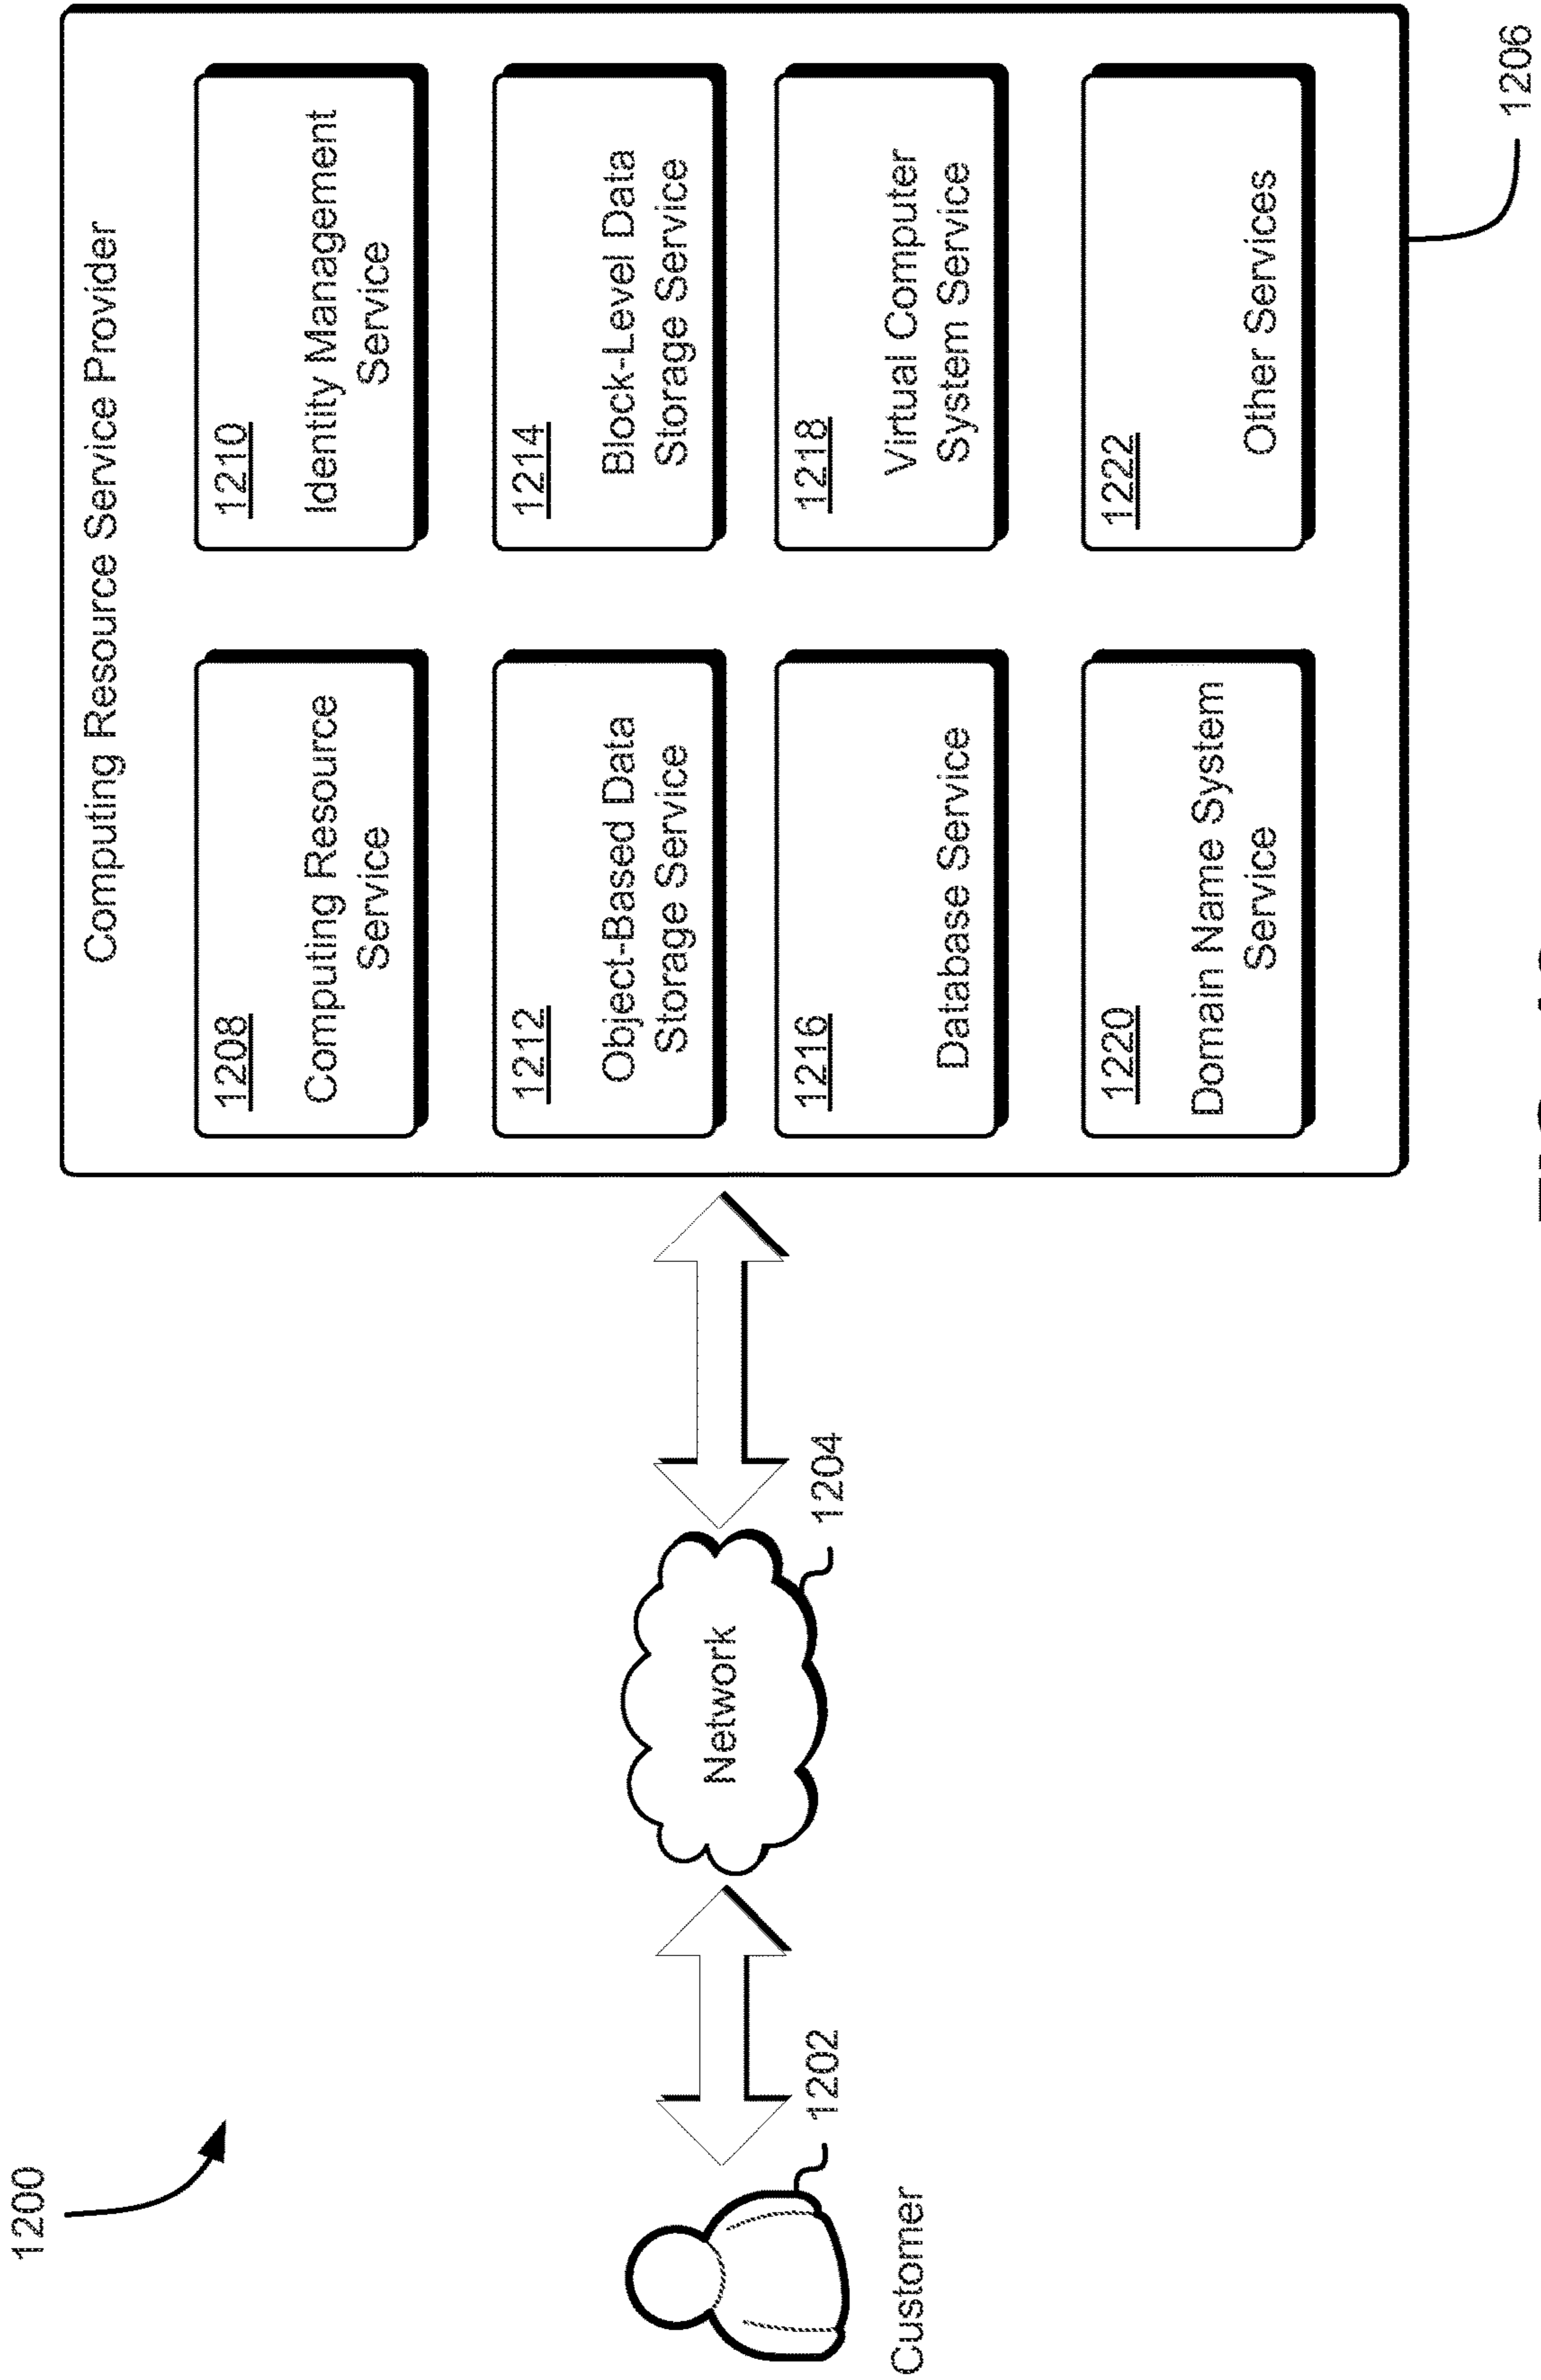 1200
Customer
1202
Network
1204
Computing Resource Service Provider
1208
Computing Resource
Service
1210
Identity Management
Service
1212
Object-Based Data
Storage Service
1214
Block-Level Data
Storage Service
1216
Database Service
1218
Virtual Computer
System Service
1220
Domain Name System
Service
1222
Other Services
1206